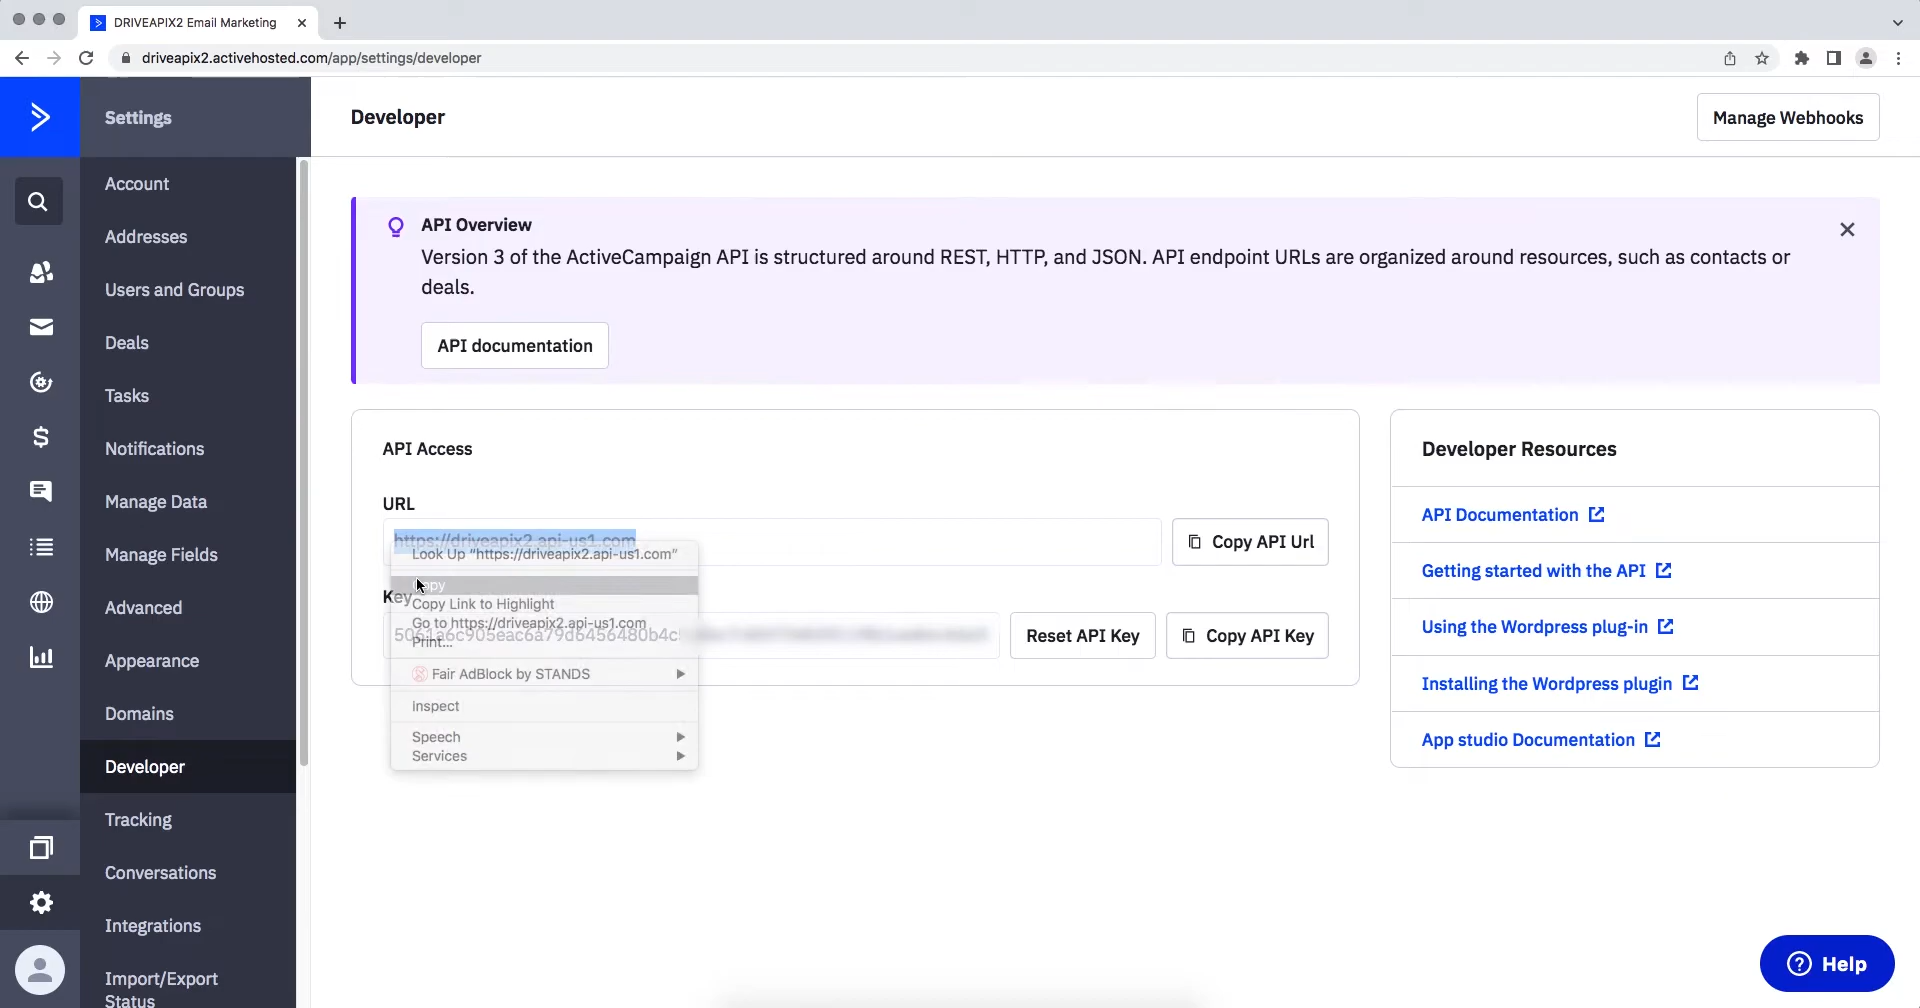 DRIVEAPIX2 Email Marketing
driveapix2.activehosted.com/app/settings/developer
Settings
Account
Addresses
Users and Groups
Deals
Tasks
Notifications
Manage Data
Manage Fields
Advanced
Appearance
Domains
Developer
Tracking
Conversations
Integrations
Import/Export
Status
Developer
Manage Webhooks
API Overview
Version 3 of the ActiveCampaign API is structured around REST, HTTP, and JSON. API endpoint URLs are organized around resources, such as contacts or
deals.
API documentation
API Access
URL
https://driveapix2.api-us1.com
Copy API Url
Key
5061a6c905eac6a79d6456480b4c
Reset API Key
Copy API Key
Look Up "https://driveapix2.api-us1.com"
Copy
Copy Link to Highlight
Go to https://driveapix2.api-us1.com
Print...
Fair AdBlock by STANDS
Inspect
Speech
Services
Developer Resources
API Documentation
Getting started with the API
Using the Wordpress plug-in
Installing the Wordpress plugin
App studio Documentation
Help